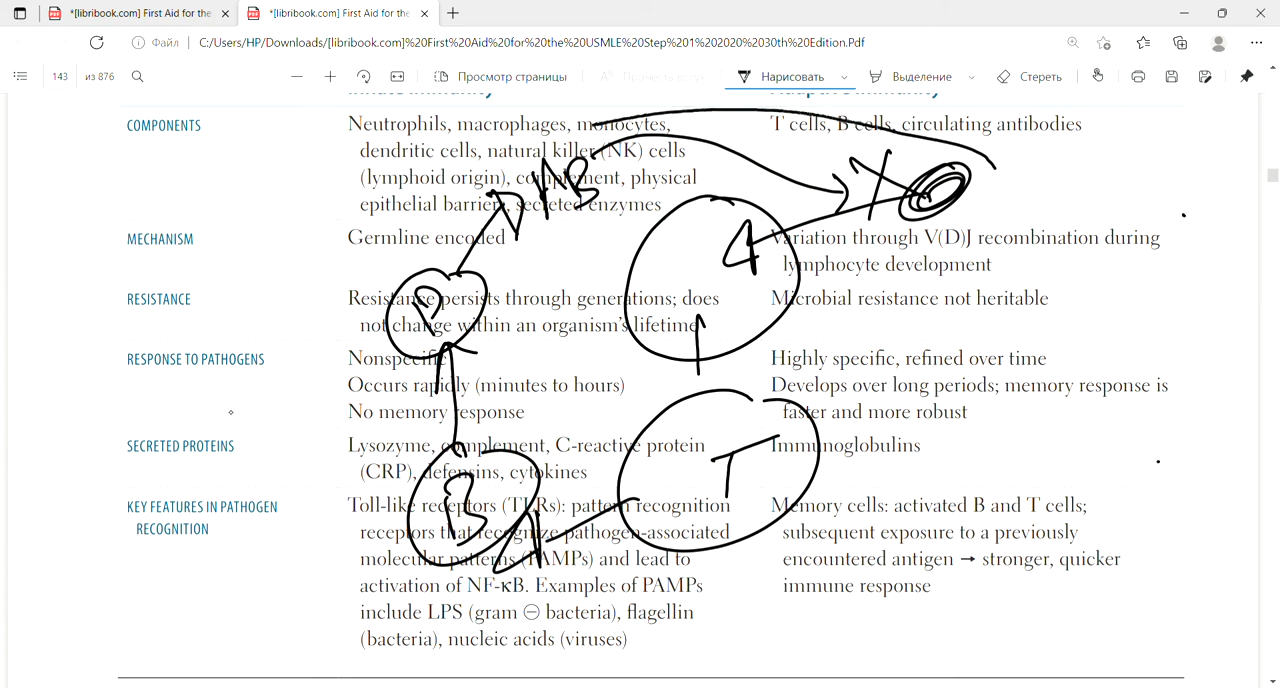 *[libribook.com] First Aid for the
*[libribook.com] First Aid for the
Файл
C:/Users/HP/Downloads/[libribook.com]%20First%20Aid%20for%20the%20USMLE%20Step%201%202020%2030th%20Edition.Pdf
143 из 876
Просмотр страницы
Нарисовать
Выделение
Стереть
COMPONENTS
Neutrophils, macrophages, monocytes,
dendritic cells, natural killer (NK) cells
(lymphoid origin), complement, physical
epithelial barriers, secreted enzymes
T cells, B cells, circulating antibodies
MECHANISM
Germline encoded
Variation through V(D)J recombination during
lymphocyte development
RESISTANCE
Resistance persists through generations; does
not change within an organism's lifetime
Microbial resistance not heritable
RESPONSE TO PATHOGENS
Nonspecific
Occurs rapidly (minutes to hours)
No memory response
Highly specific, refined over time
Develops over long periods; memory response is
faster and more robust
SECRETED PROTEINS
Lysozyme, complement, C-reactive protein
(CRP), defensins, cytokines
Immunoglobulins
KEY FEATURES IN PATHOGEN
RECOGNITION
Toll-like receptors (TLRs): pattern recognition
receptors that recognize pathogen-associated
molecular patterns (PAMPs) and lead to
activation of NF-κB. Examples of PAMPs
include LPS (gram ⊖ bacteria), flagellin
(bacteria), nucleic acids (viruses)
Memory cells: activated B and T cells;
subsequent exposure to a previously
encountered antigen → stronger, quicker
immune response
AB
4
P
B
T